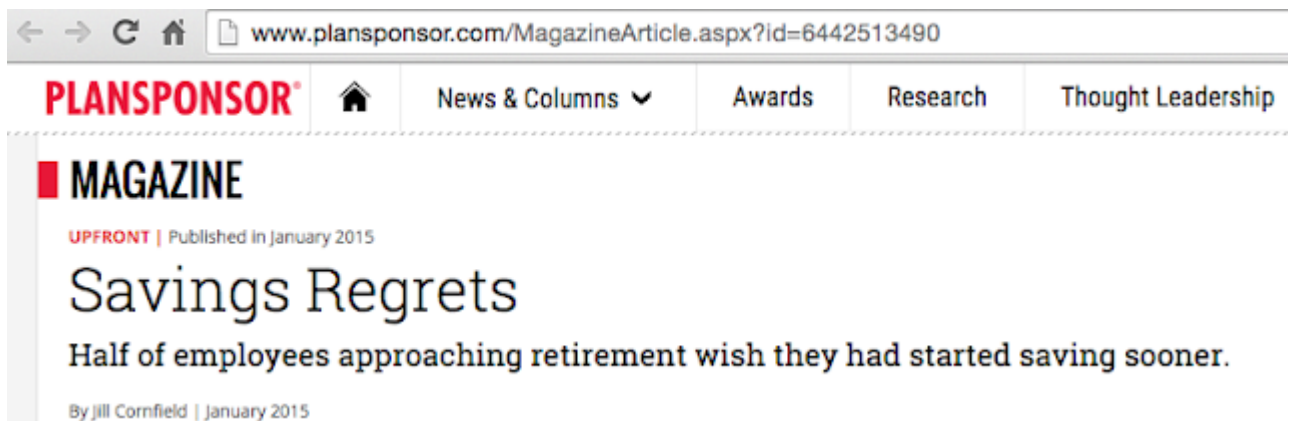 www.plansponsor.com/MagazineArticle.aspx?id=6442513490
PLANSPONSOR® News & Columns Awards Research Thought Leadership
MAGAZINE
UPFRONT | Published in January 2015
Savings Regrets
Half of employees approaching retirement wish they had started saving sooner.
By Jill Cornfield | January 2015